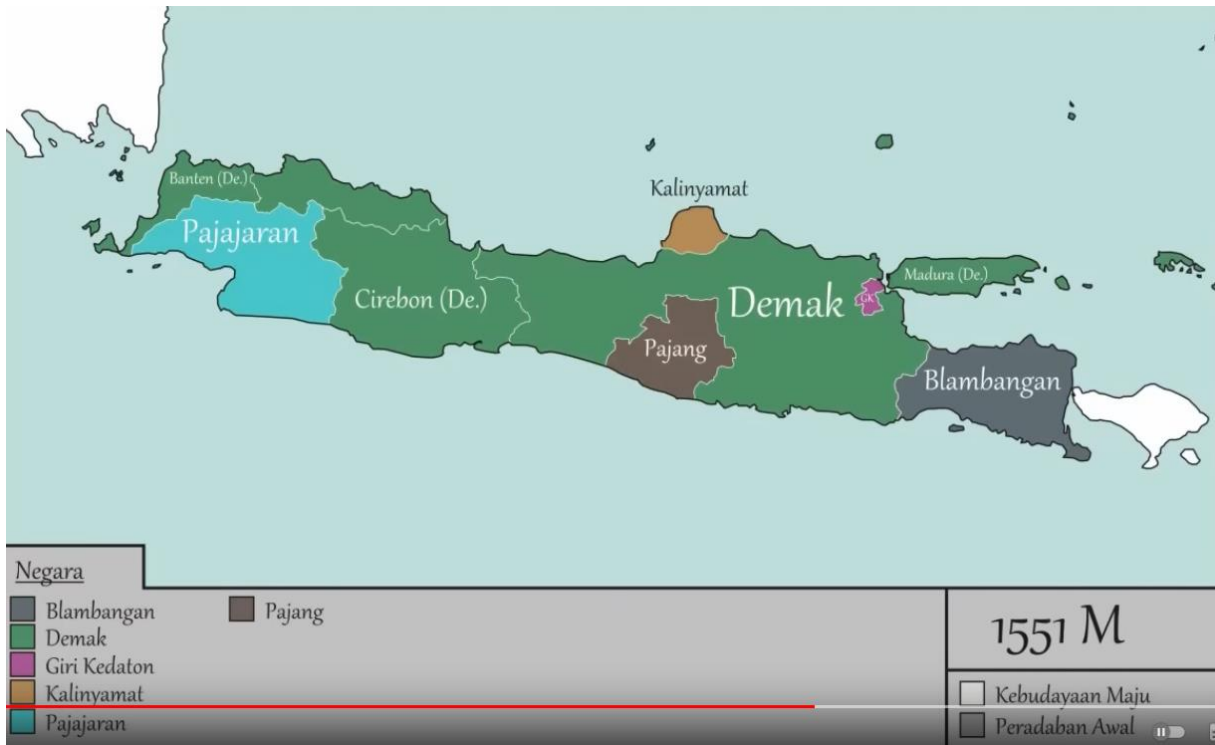 Kalinyamat
Banten (De.)
Pajajaran
Cirebon (De.)
Demak
GK
Madura (De.)
Pajang
Blambangan
Negara
Blambangan
Demak
Giri Kedaton
Kalinyamat
Pajajaran
Pajang
1551 M
Kebudayaan Maju
Peradaban Awal